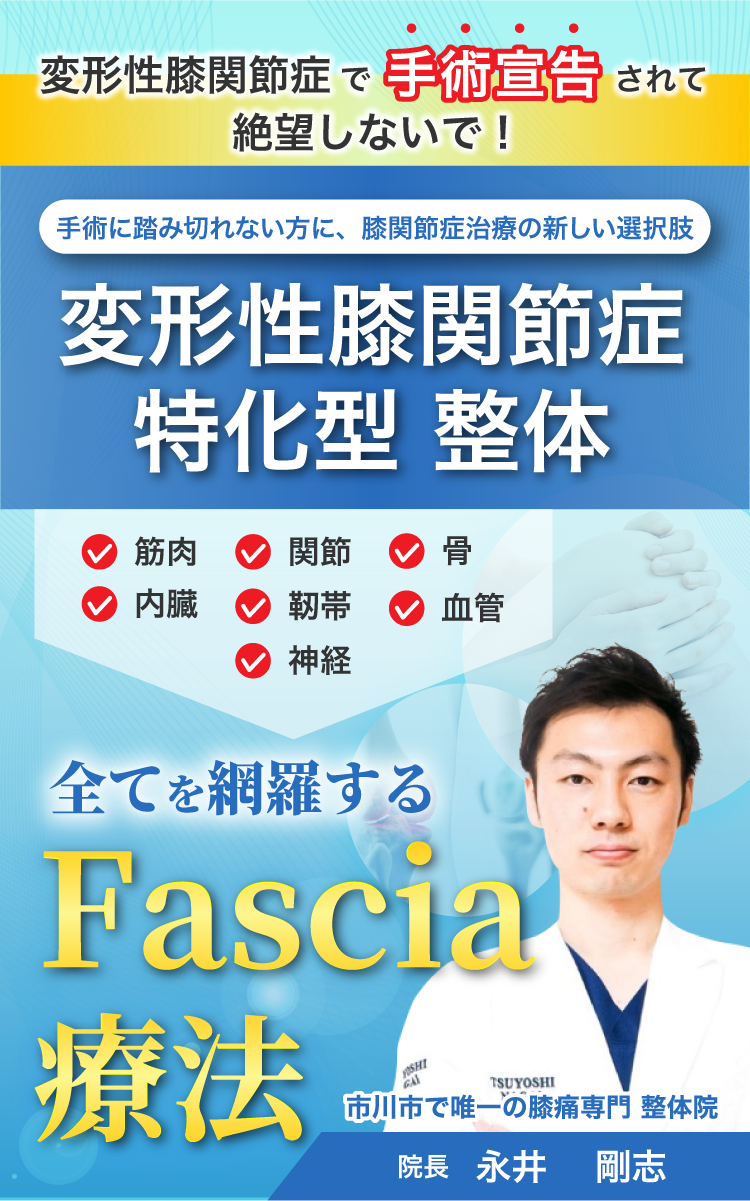 変形性膝関節症で手術宣告されて
絶望しないで！
手術に踏み切れない方に、膝関節症治療の新しい選択肢
変形性膝関節症
特化型 整体
筋肉 関節 骨
内臓 靭帯 血管
神経
全てを網羅する
Fascia
療法
TSUYOSHI
市川市で唯一の膝痛専門 整体院
院長 永井 剛志